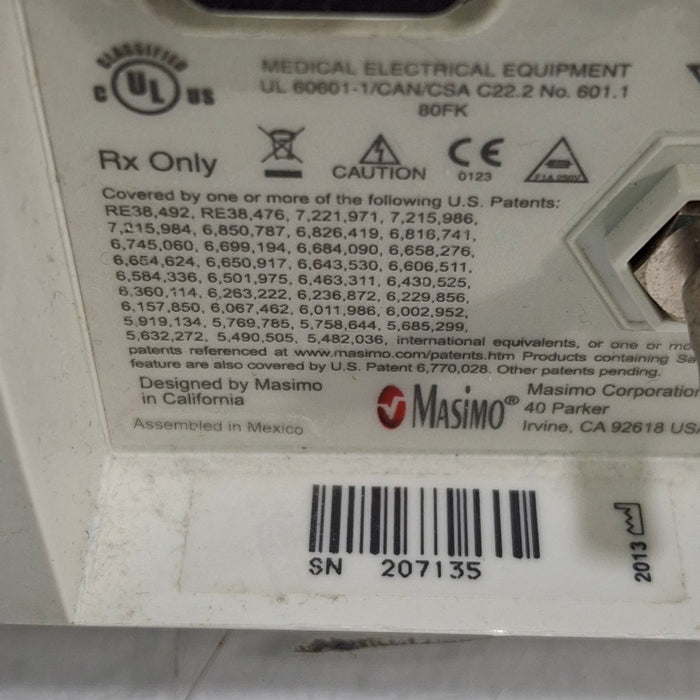 CLASSIFIED
C UL US
MEDICAL ELECTRICAL EQUIPMENT
UL 60601-1/CAN/CSA C22.2 No. 601.1
80FK
Rx Only
CAUTION
CE
0123
F1A 250V
Covered by one or more of the following U.S. Patents:
RE38,492, RE38,476, 7,221,971, 7,215,986,
7,215,984, 6,850,787, 6,826,419, 6,816,741,
6,745,060, 6,699,194, 6,684,090, 6,658,276,
6,654,624, 6,650,917, 6,643,530, 6,606,511,
6,584,336, 6,501,975, 6,463,311, 6,430,525,
6,360,114, 6,263,222, 6,236,872, 6,229,856,
6,157,850, 6,067,462, 6,011,986, 6,002,952,
5,919,134, 5,769,785, 5,758,644, 5,685,299,
5,632,272, 5,490,505, 5,482,036, international equivalents, or one or mo
patents referenced at www.masimo.com/patents.htm Products containing Sa
feature are also covered by U.S. Patent 6,770,028. Other patents pending.
Designed by Masimo
in California
Assembled in Mexico
MASIMO®
Masimo Corporation
40 Parker
Irvine, CA 92618 USA
SN 207135
2013